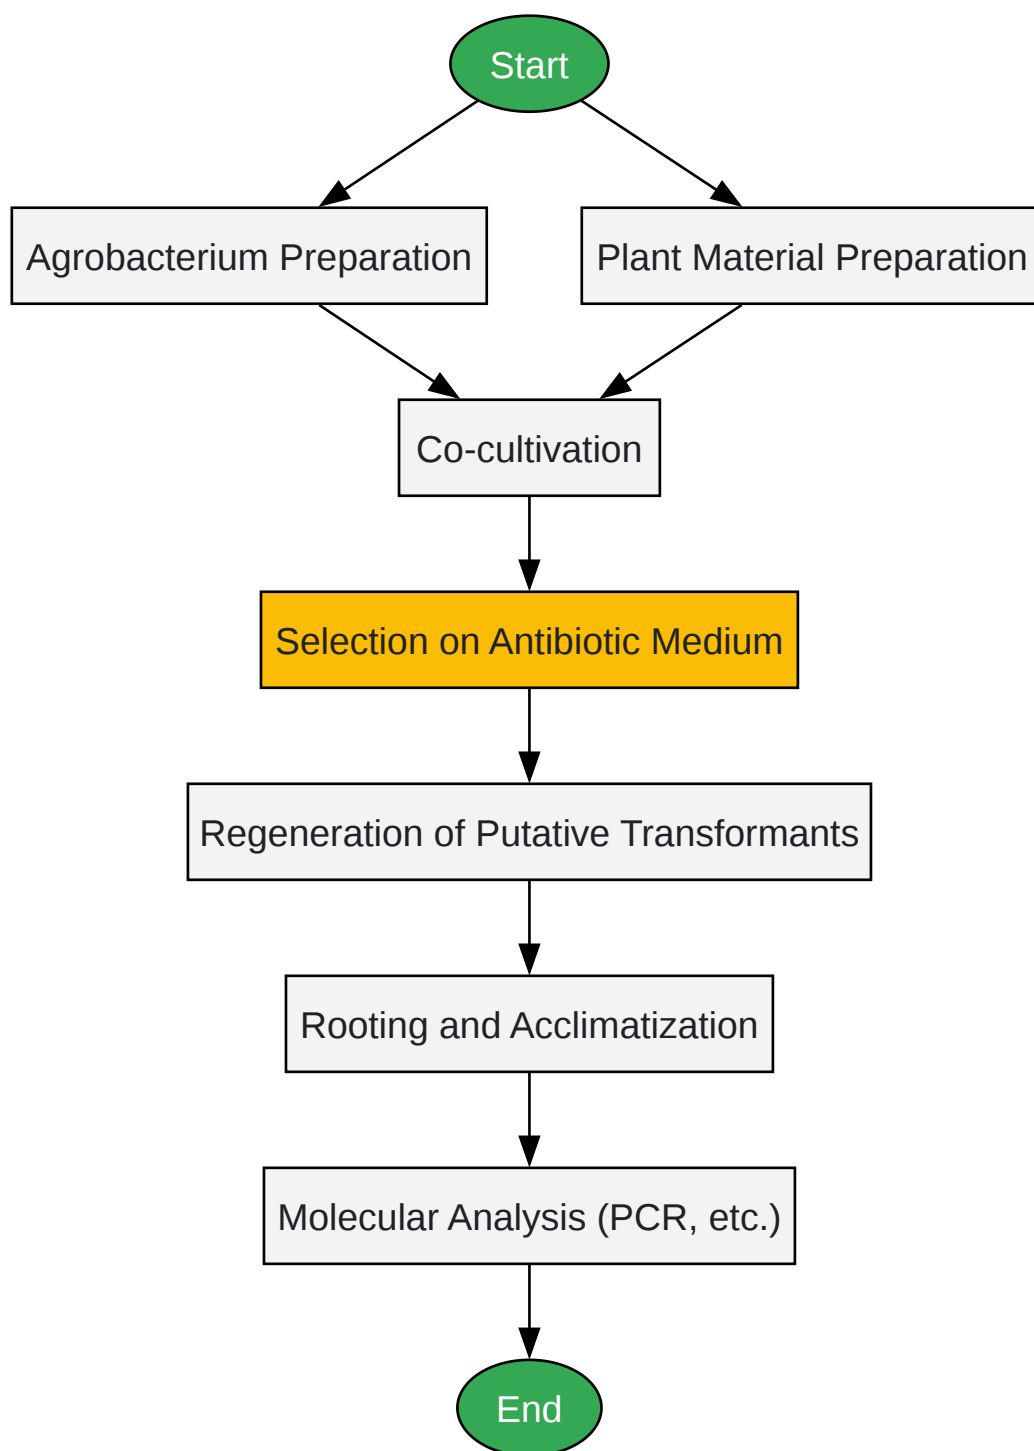 Start
Agrobacterium Preparation
Plant Material Preparation
Co-cultivation
Selection on Antibiotic Medium
Regeneration of Putative Transformants
Rooting and Acclimatization
Molecular Analysis (PCR, etc.)
End